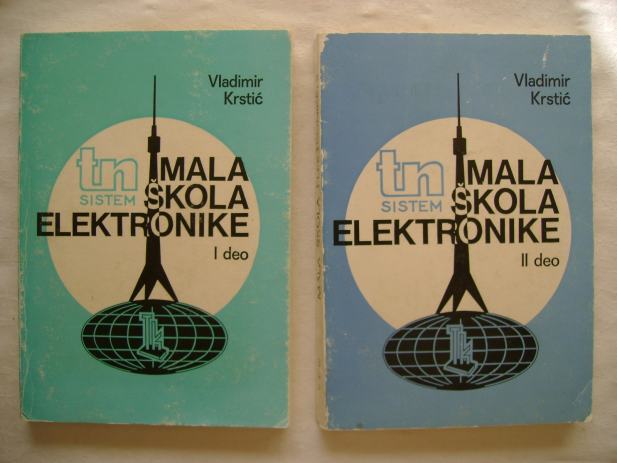 Vladimir
Krstić
tn
SISTEM
MALA
ŠKOLA
ELEKTRONIKE
I deo
Vladimir
Krstić
tn
SISTEM
MALA
ŠKOLA
ELEKTRONIKE
II deo